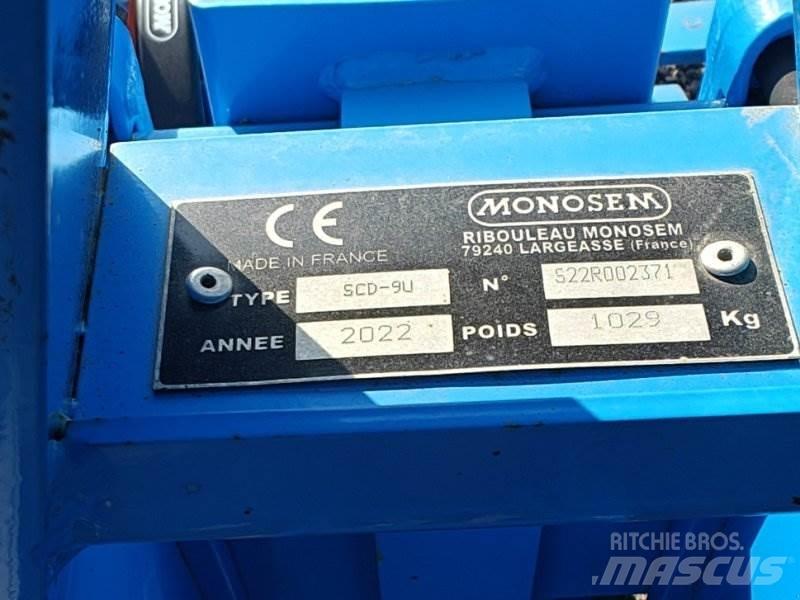 CE
MADE IN FRANCE
MONOSEM
RIBOULEAU MONOSEM
79240 LARGEASSE (France)
TYPE SCD-9U N° S22R002371
ANNEE 2022 POIDS 1029 Kg
RITCHIE BROS.
MASCUS